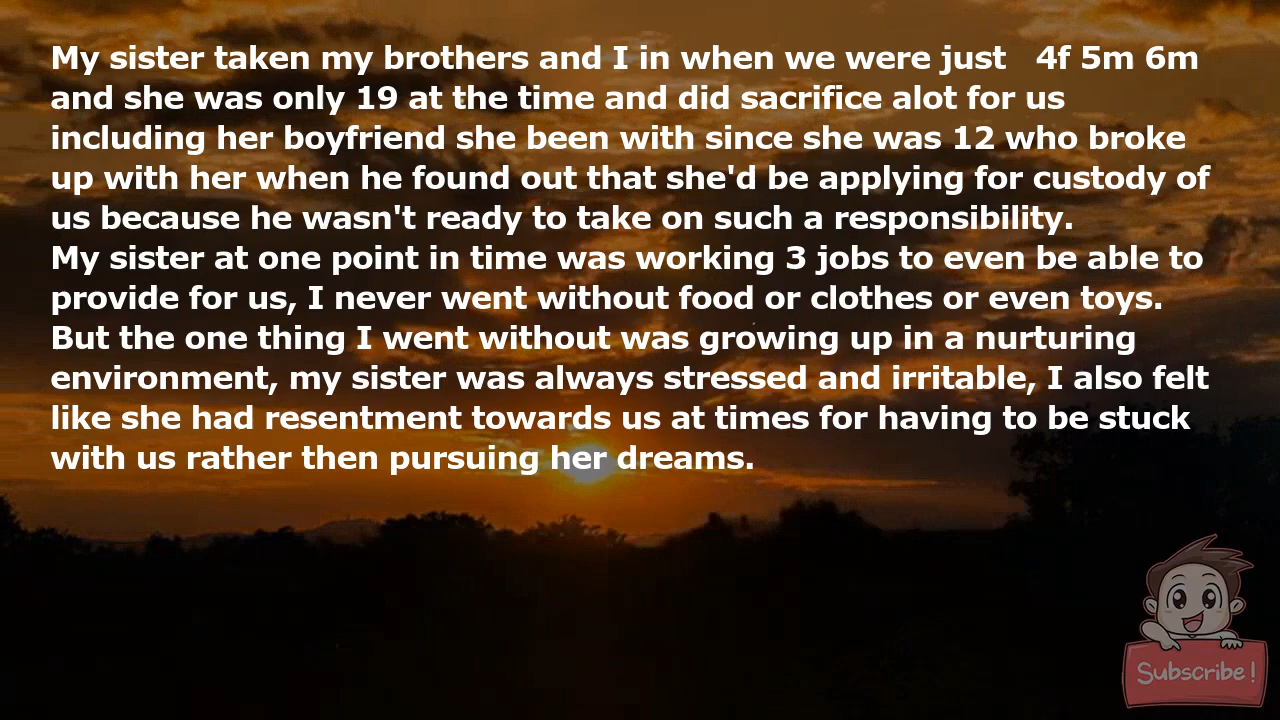 My sister taken my brothers and I in when we were just   4f 5m 6m
and she was only 19 at the time and did sacrifice alot for us
including her boyfriend she been with since she was 12 who broke
up with her when he found out that she'd be applying for custody of
us because he wasn't ready to take on such a responsibility.
My sister at one point in time was working 3 jobs to even be able to
provide for us, I never went without food or clothes or even toys.
But the one thing I went without was growing up in a nurturing
environment, my sister was always stressed and irritable, I also felt
like she had resentment towards us at times for having to be stuck
with us rather then pursuing her dreams.
Subscribe!